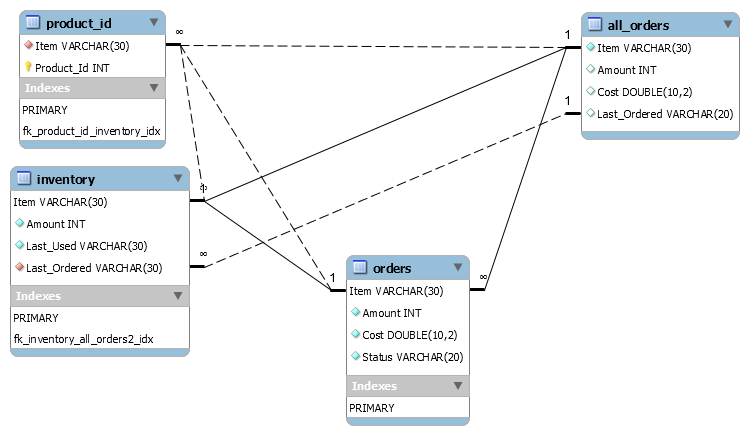 product_id
Item VARCHAR(30)
Product_Id INT
Indexes
PRIMARY
fk_product_id_inventory_idx
∞
1
all_orders
Item VARCHAR(30)
Amount INT
Cost DOUBLE(10,2)
Last_Ordered VARCHAR(20)
1
inventory
Item VARCHAR(30)
Amount INT
Last_Used VARCHAR(30)
Last_Ordered VARCHAR(30)
Indexes
PRIMARY
fk_inventory_all_orders2_idx
∞
1
orders
Item VARCHAR(30)
Amount INT
Cost DOUBLE(10,2)
Status VARCHAR(20)
Indexes
PRIMARY
∞